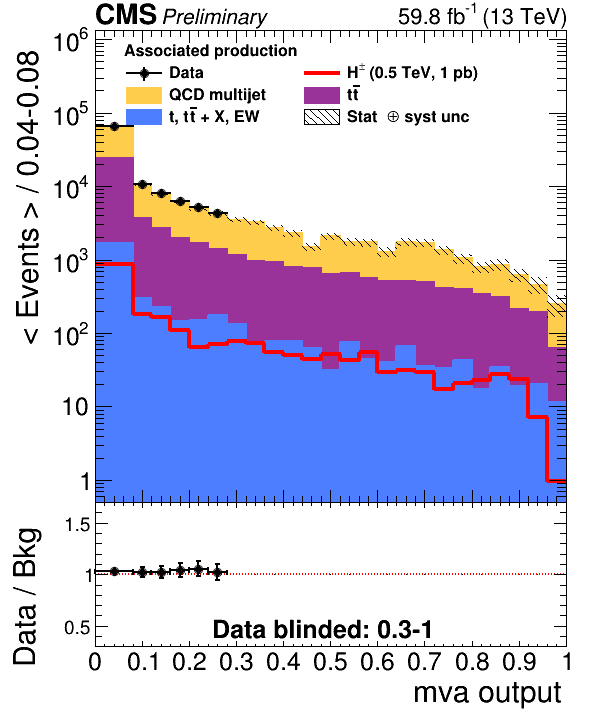 CMS Preliminary 59.8 fb⁻¹ (13 TeV)
Associated production
Data
H± (0.5 TeV, 1 pb)
QCD multijet
tt̄
t, tt̄ + X, EW
Stat ⊕ syst unc
< Events > / 0.04-0.08
10⁶
10⁵
10⁴
10³
10²
10
1
Data / Bkg
1.5
1
0.5
Data blinded: 0.3-1
0 0.1 0.2 0.3 0.4 0.5 0.6 0.7 0.8 0.9 1
mva output